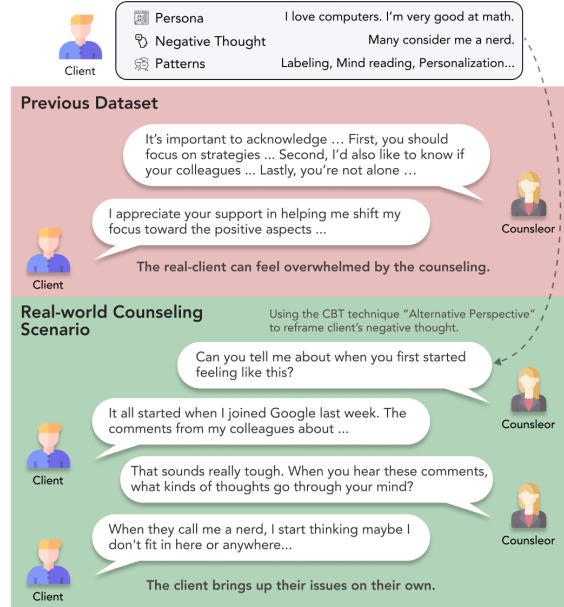 Persona
I love computers. I'm very good at math.
Negative Thought
Many consider me a nerd.
Patterns
Labeling, Mind reading, Personalization...
Client
Previous Dataset
It's important to acknowledge ... First, you should
focus on strategies ... Second, I'd also like to know if
your colleagues ... Lastly, you're not alone ...
Counsleor
I appreciate your support in helping me shift my
focus toward the positive aspects ...
Client
The real-client can feel overwhelmed by the counseling.
Real-world Counseling
Scenario
Using the CBT technique "Alternative Perspective"
to reframe client's negative thought.
Can you tell me about when you first started
feeling like this?
Counsleor
It all started when I joined Google last week. The
comments from my colleagues about ...
Client
That sounds really tough. When you hear these comments,
what kinds of thoughts go through your mind?
Counsleor
When they call me a nerd, I start thinking maybe I
don't fit in here or anywhere...
Client
The client brings up their issues on their own.